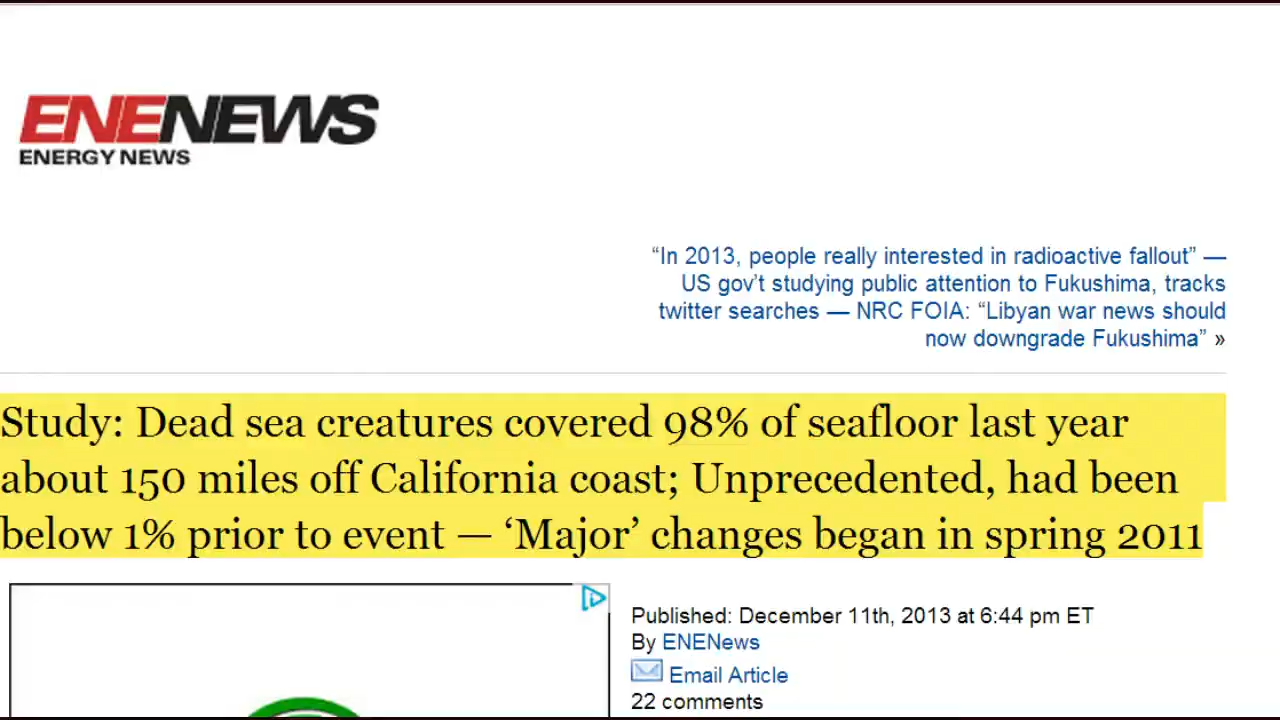 ENENEWS
ENERGY NEWS
“In 2013, people really interested in radioactive fallout” —
US gov’t studying public attention to Fukushima, tracks
twitter searches — NRC FOIA: “Libyan war news should
now downgrade Fukushima” »
Study: Dead sea creatures covered 98% of seafloor last year
about 150 miles off California coast; Unprecedented, had been
below 1% prior to event — ‘Major’ changes began in spring 2011
Published: December 11th, 2013 at 6:44 pm ET
By ENENews
Email Article
22 comments